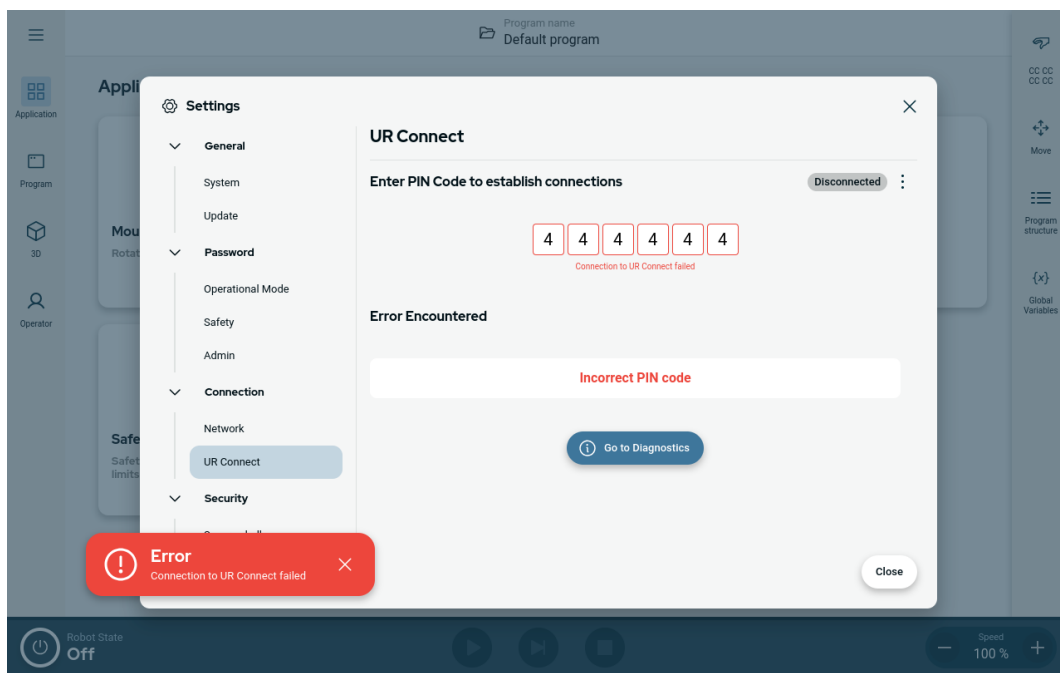 Program name
Default program
Application
Program
3D
Operator
Appli
Mou
Rotat
Safe
Safet
limits
Settings
General
System
Update
Password
Operational Mode
Safety
Admin
Connection
Network
UR Connect
Security
UR Connect
Enter PIN Code to establish connections
Disconnected
4 4 4 4 4 4
Connection to UR Connect failed
Error Encountered
Incorrect PIN code
Go to Diagnostics
Close
Error
Connection to UR Connect failed
CC CC
CC CC
Move
Program
structure
{x}
Global
Variables
Robot State
Off
Speed
100 %